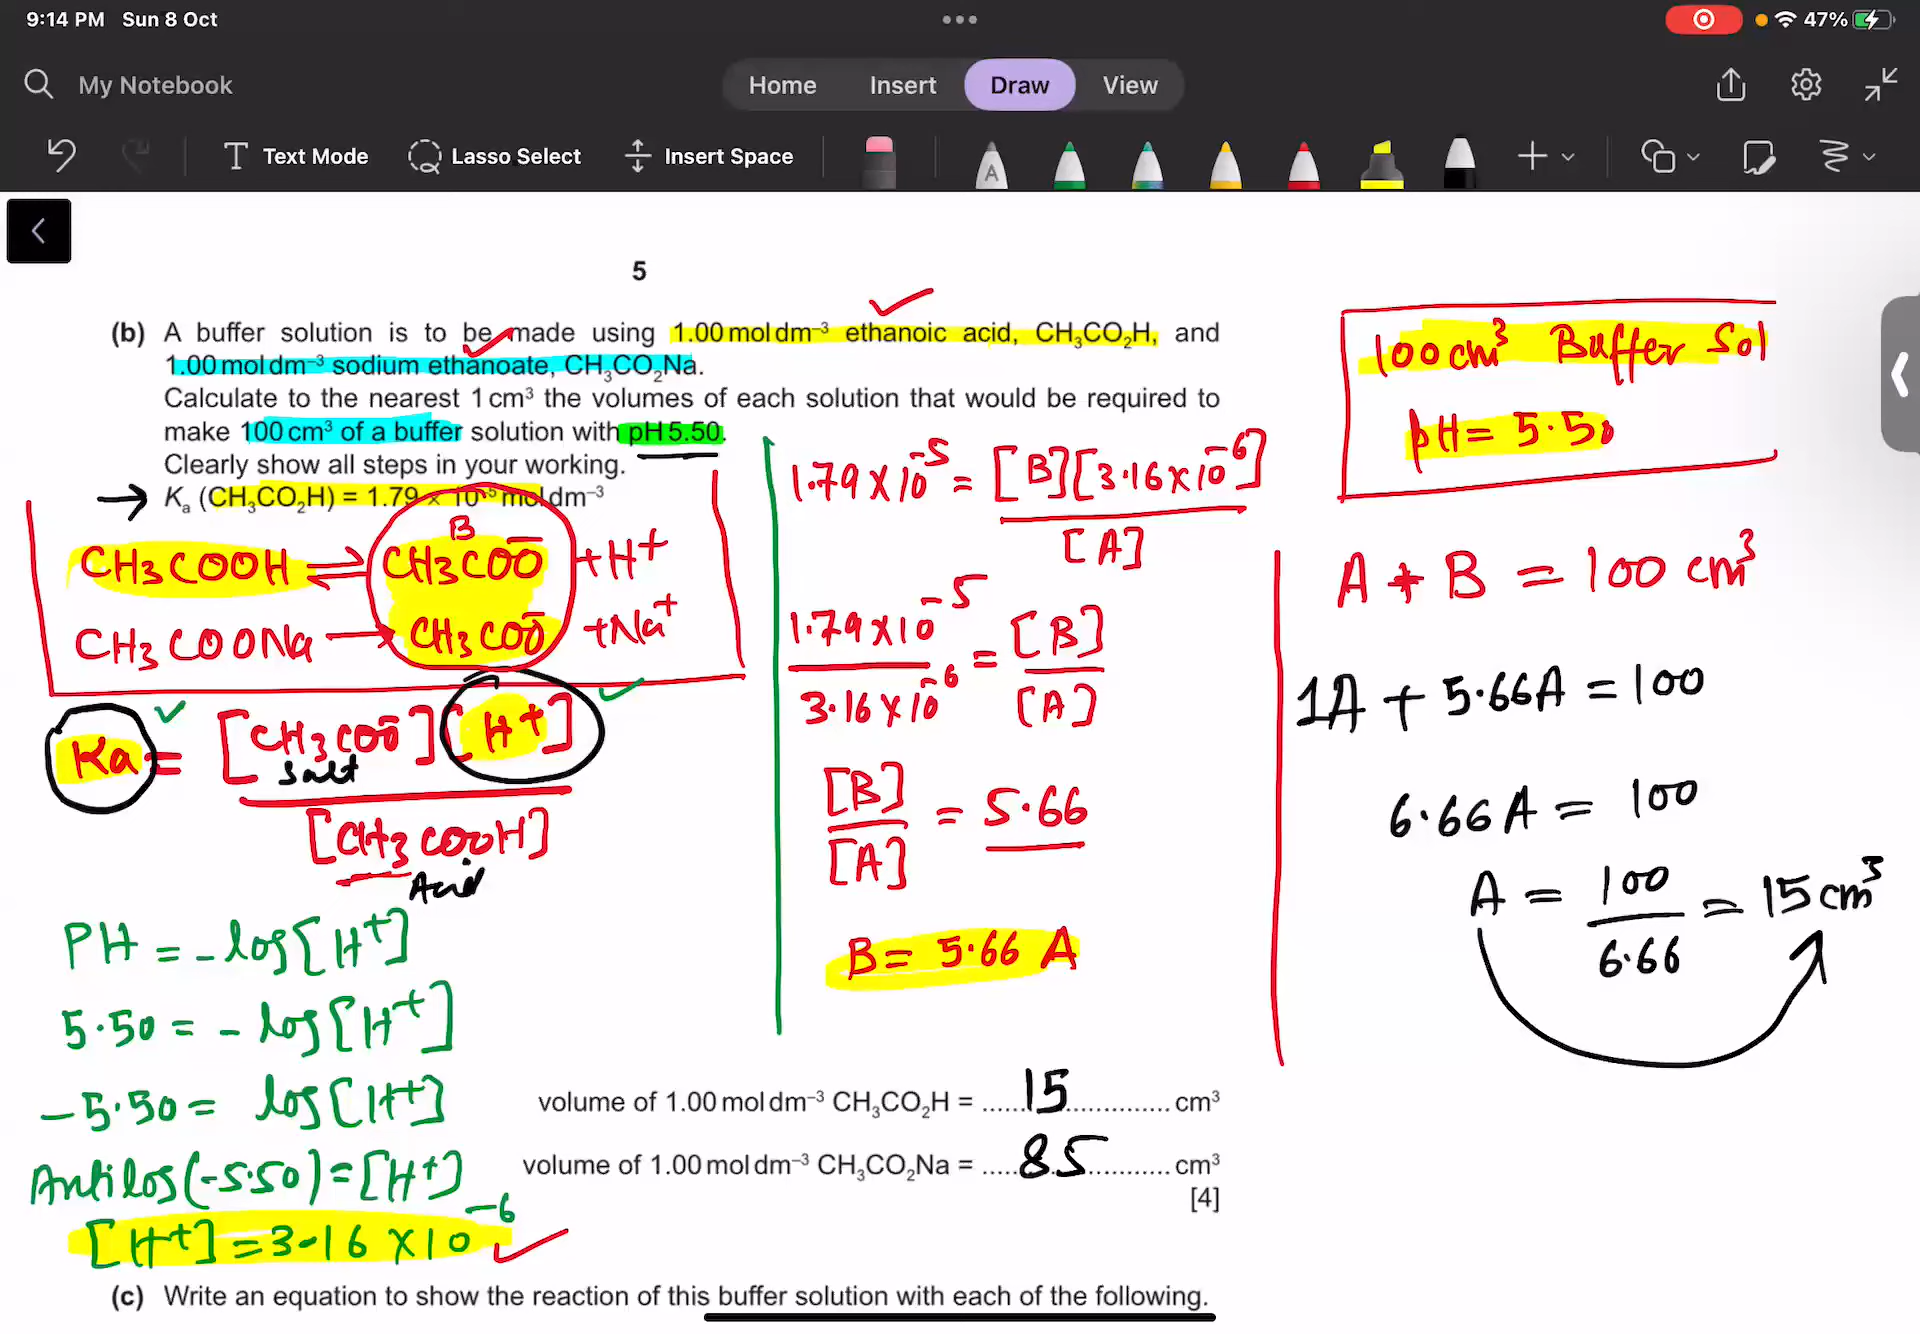 9:14 PM Sun 8 Oct
47%
My Notebook
Home Insert Draw View
Text Mode Lasso Select Insert Space
A
5
(b) A buffer solution is to be made using 1.00 mol dm⁻³ ethanoic acid, CH₃CO₂H, and
1.00 mol dm⁻³ sodium ethanoate, CH₃CO₂Na.
Calculate to the nearest 1 cm³ the volumes of each solution that would be required to
make 100 cm³ of a buffer solution with pH 5.50.
Clearly show all steps in your working.
→ Kₐ (CH₃CO₂H) = 1.79 × 10⁻⁵ mol dm⁻³
B
CH3COOH ⇌ CH3COO⁻ + H⁺
CH3COONa → CH3COO⁻ + Na⁺
Ka = [CH3COO⁻][H⁺]
Salt
[CH3COOH]
Acid
PH = -log[H⁺]
5.50 = -log[H⁺]
-5.50 = log[H⁺]
Antilog(-5.50) = [H⁺]
[H⁺] = 3.16 × 10⁻⁶
1.79 × 10⁻⁵ = [B][3.16 × 10⁻⁶]
[A]
1.79 × 10⁻⁵ = [B]
3.16 × 10⁻⁶ [A]
[B] = 5.66
[A]
B = 5.66 A
100 cm³ Buffer Sol
pH = 5.50
A + B = 100 cm³
1A + 5.66A = 100
6.66A = 100
A = 100 = 15 cm³
6.66
volume of 1.00 mol dm⁻³ CH₃CO₂H = ......15.............. cm³
volume of 1.00 mol dm⁻³ CH₃CO₂Na = .....85............ cm³
[4]
(c) Write an equation to show the reaction of this buffer solution with each of the following.